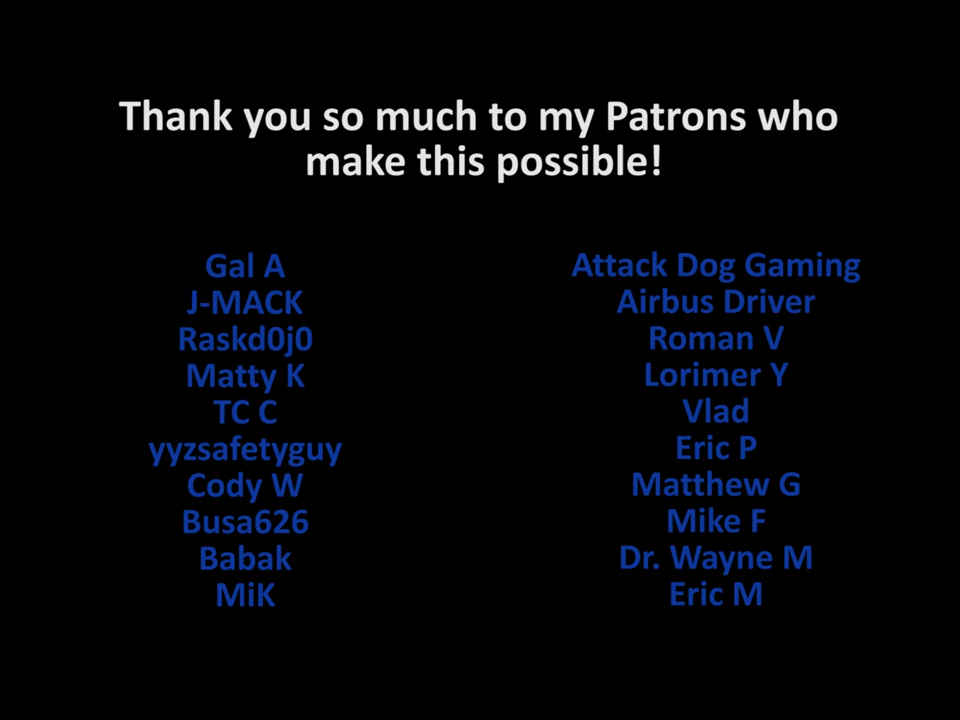 Thank you so much to my Patrons who
make this possible!
Gal A
J-MACK
Raskd0j0
Matty K
TC C
yyzsafetyguy
Cody W
Busa626
Babak
MiK
Attack Dog Gaming
Airbus Driver
Roman V
Lorimer Y
Vlad
Eric P
Matthew G
Mike F
Dr. Wayne M
Eric M